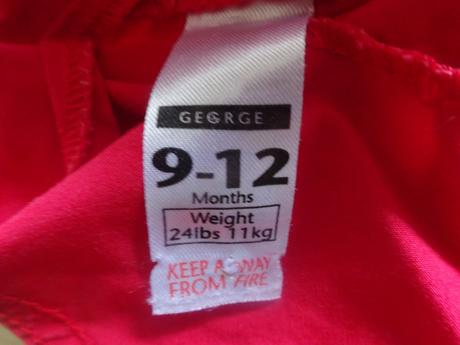 GEORGE
9-12
Months
Weight
24lbs 11kg
KEEP AWAY
FROM FIRE